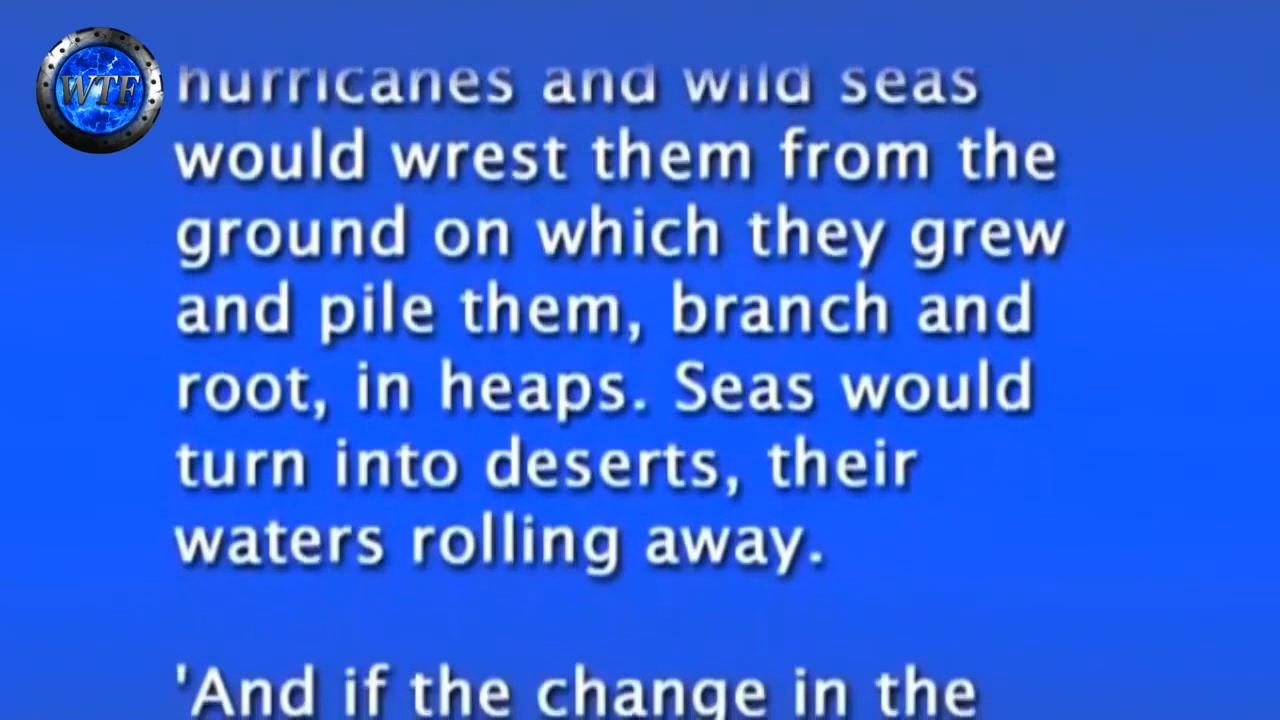 WTF
hurricanes and wild seas
would wrest them from the
ground on which they grew
and pile them, branch and
root, in heaps. Seas would
turn into deserts, their
waters rolling away.
'And if the change in the